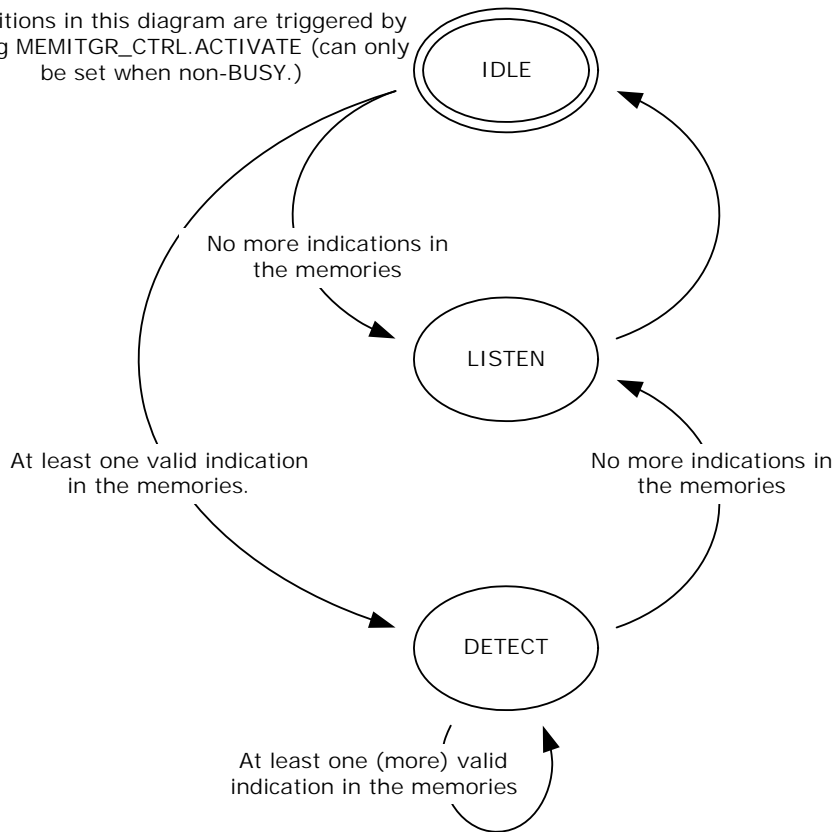 in this diagram are triggered by
MEMITGR_CTRL.ACTIVATE (can only
be set when non-BUSY.)
IDLE
No more indications in
the memories
LISTEN
At least one valid indication
in the memories.
No more indications in
the memories
DETECT
At least one (more) valid
indication in the memories